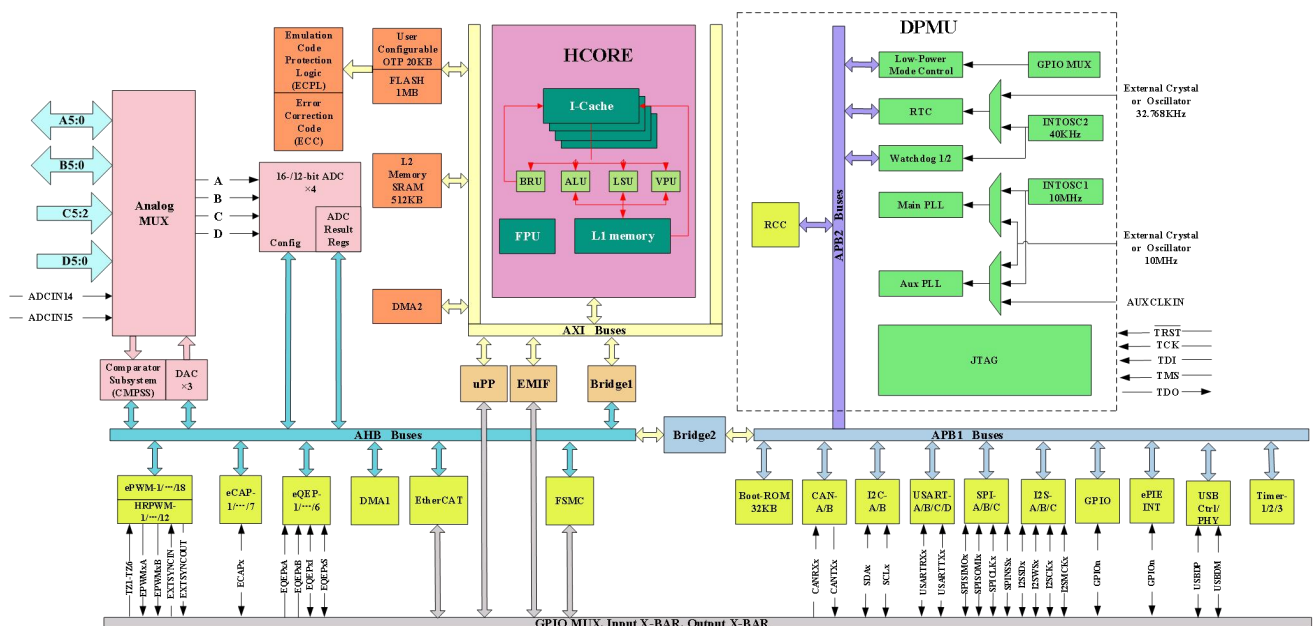 Emulation
Code
Protection
Logic
(ECPL)
Error
Correction
Code
(ECC)
User
Configurable
OTP 20KB
FLASH
1MB
HCORE
I-Cache
BRU
ALU
LSU
VPU
FPU
L1 memory
DPMU
Low-Power
Mode Control
GPIO MUX
RTC
INTOSC2
40KHz
External Crystal
or Oscillator
32.768KHz
Watchdog 1/2
INTOSC1
10MHz
Main PLL
External Crystal
or Oscillator
10MHz
Aux PLL
AUXCLKIN
JTAG
TRST
TCK
TDI
TMS
TDO
RCC
APB2 Buses
A5:0
B5:0
C5:2
D5:0
ADCIN14
ADCIN15
Analog
MUX
A
B
C
D
16-/12-bit ADC
×4
ADC
Result
Regs
Config
L2
Memory
SRAM
512KB
DMA2
AXI Buses
Comparator
Subsystem
(CMPSS)
DAC
×3
uPP
EMIF
Bridge1
AHB Buses
Bridge2
APB1 Buses
ePWM-1/···/18
HRPWM-
1/···/12
eCAP-
1/···/7
eQEP-
1/···/6
DMA1
EtherCAT
FSMC
Boot-ROM
32KB
CAN-
A/B
I2C-
A/B
USART-
A/B/C/D
SPI-
A/B/C
I2S-
A/B/C
GPIO
ePIE
INT
USB
Ctrl/
PHY
Timer-
1/2/3
TZ1-TZ6
EPWMxA
EPWMxB
EXTSYNCIN
EXTSYNCOUT
ECAPx
EQEPxA
EQEPxB
EQEPxI
EQEPxS
CANRXx
CANTXx
SDAx
SCLx
USARTRXx
USARTTXx
SPISIMOx
SPISOMIx
SPICLKx
SPINSSx
I2SSDx
I2SWSx
I2SCKx
I2SMCKx
GPIOn
GPIOn
USBDP
USBDM
GPIO MUX, Input X-BAR, Output X-BAR